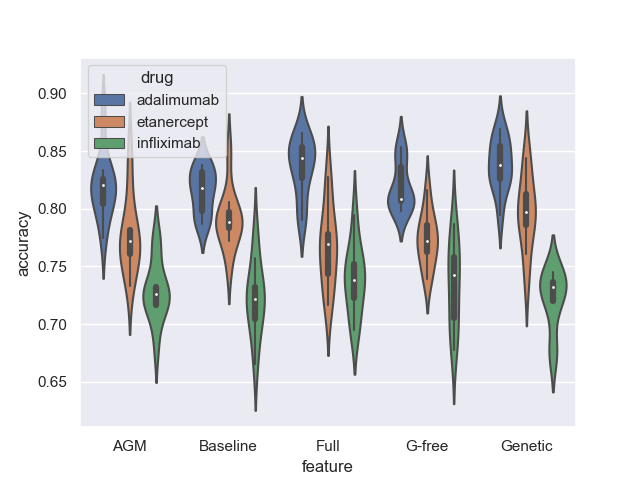 drug
adalimumab
etanercept
infliximab
0.90
0.85
0.80
0.75
0.70
0.65
accuracy
AGM Baseline Full G-free Genetic
feature